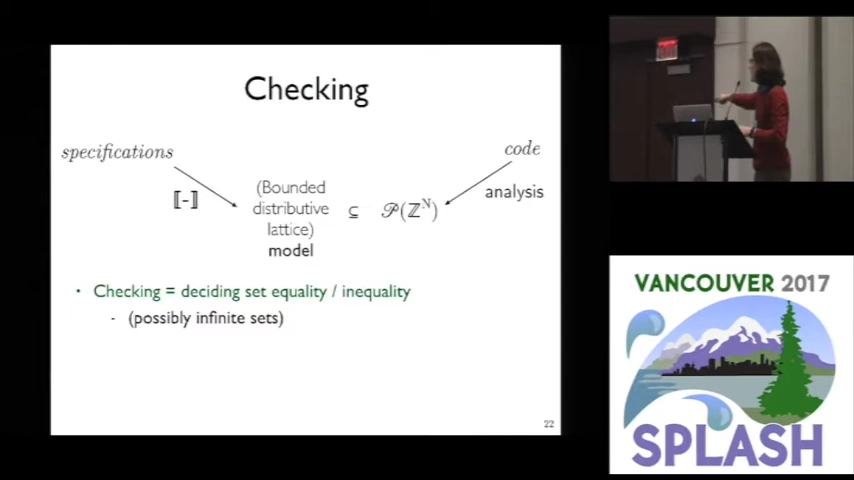 Checking
specifications
code
⟦-⟧
(Bounded
distributive
lattice)
model
⊆
𝒫(ℤᴺ)
analysis
• Checking = deciding set equality / inequality
- (possibly infinite sets)
22
VANCOUVER 2017
SPLASH